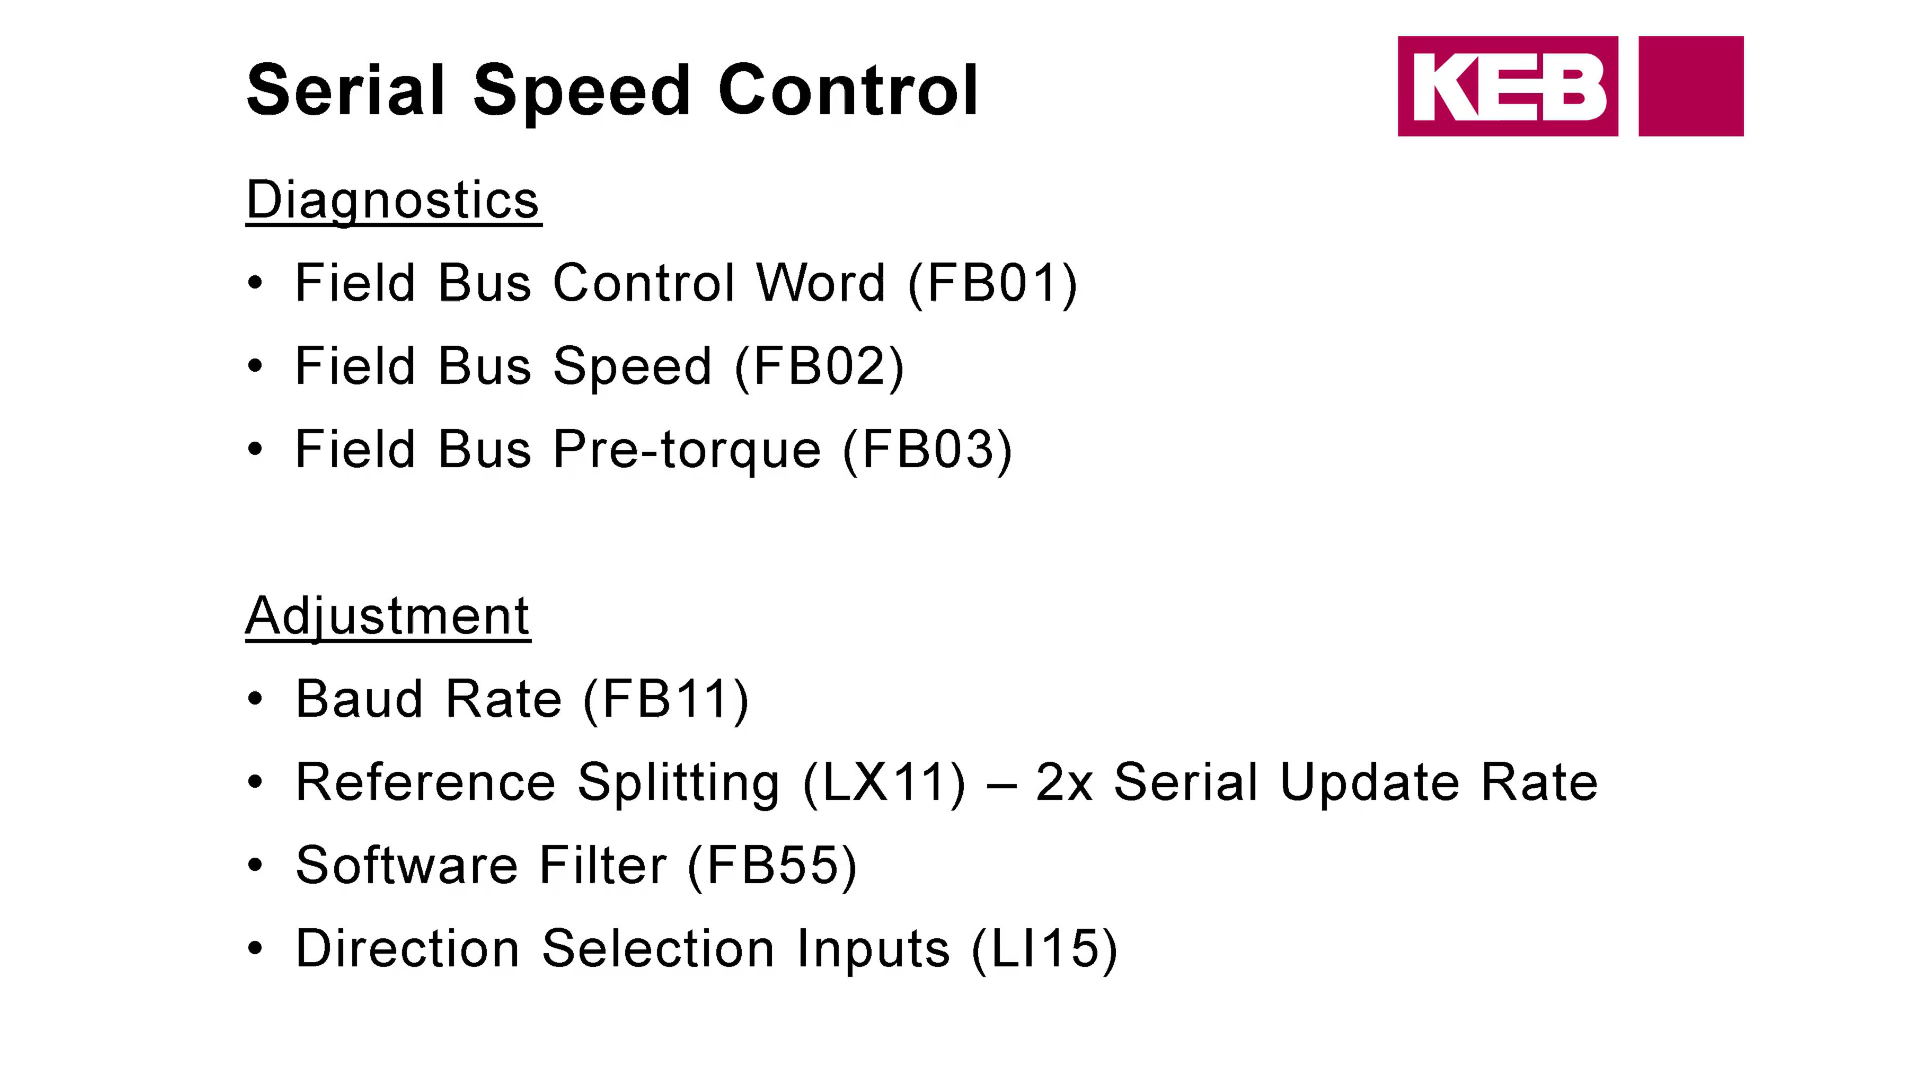 Serial Speed Control
KEB
Diagnostics
• Field Bus Control Word (FB01)
• Field Bus Speed (FB02)
• Field Bus Pre-torque (FB03)
Adjustment
• Baud Rate (FB11)
• Reference Splitting (LX11) – 2x Serial Update Rate
• Software Filter (FB55)
• Direction Selection Inputs (LI15)